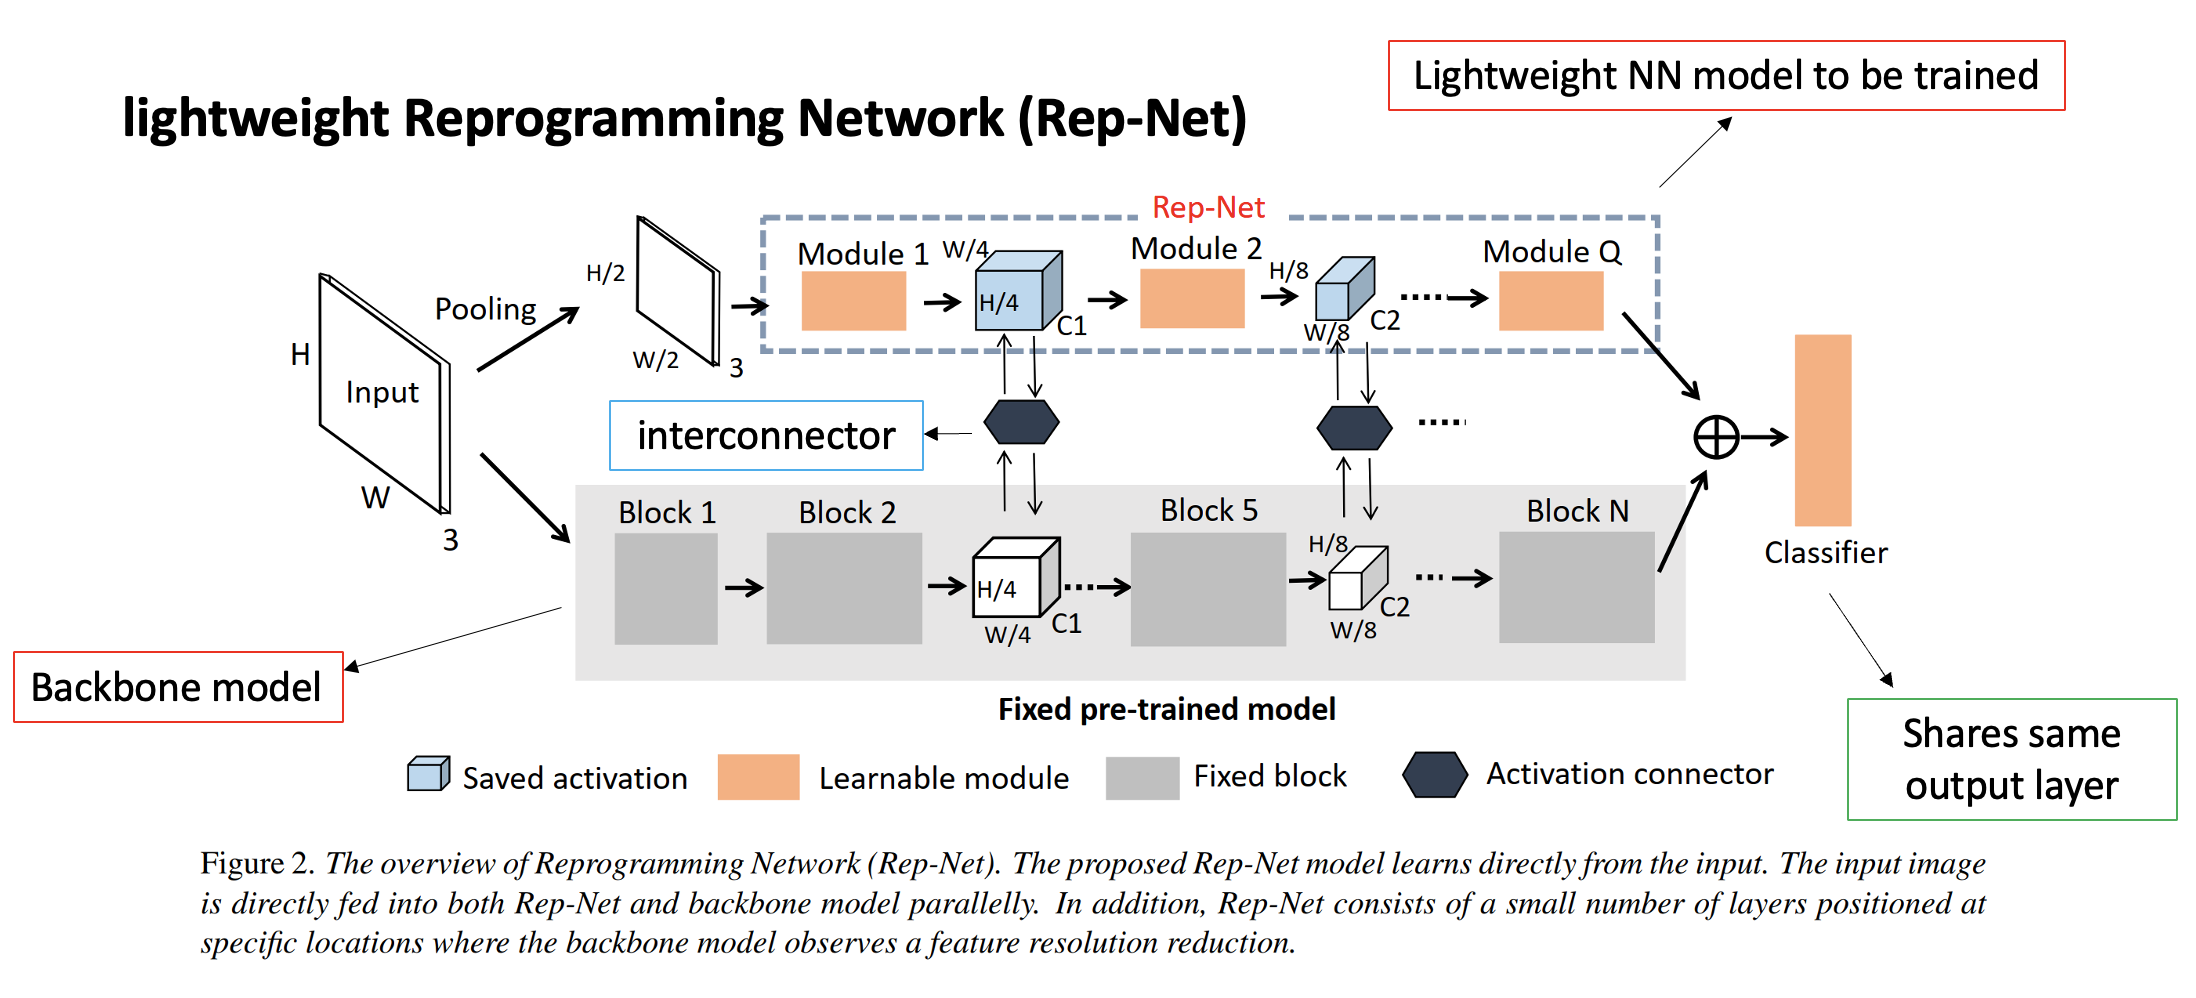 Lightweight NN model to be trained
lightweight Reprogramming Network (Rep-Net)
Rep-Net
Module 1
W/4
H/4
C1
Module 2
H/8
W/8
C2
Module Q
Pooling
H/2
W/2
3
H
Input
W
3
interconnector
Block 1
Block 2
H/4
W/4
C1
Block 5
H/8
W/8
C2
Block N
Classifier
Backbone model
Fixed pre-trained model
Shares same
output layer
Saved activation
Learnable module
Fixed block
Activation connector
Figure 2. The overview of Reprogramming Network (Rep-Net). The proposed Rep-Net model learns directly from the input. The input image
is directly fed into both Rep-Net and backbone model parallelly. In addition, Rep-Net consists of a small number of layers positioned at
specific locations where the backbone model observes a feature resolution reduction.